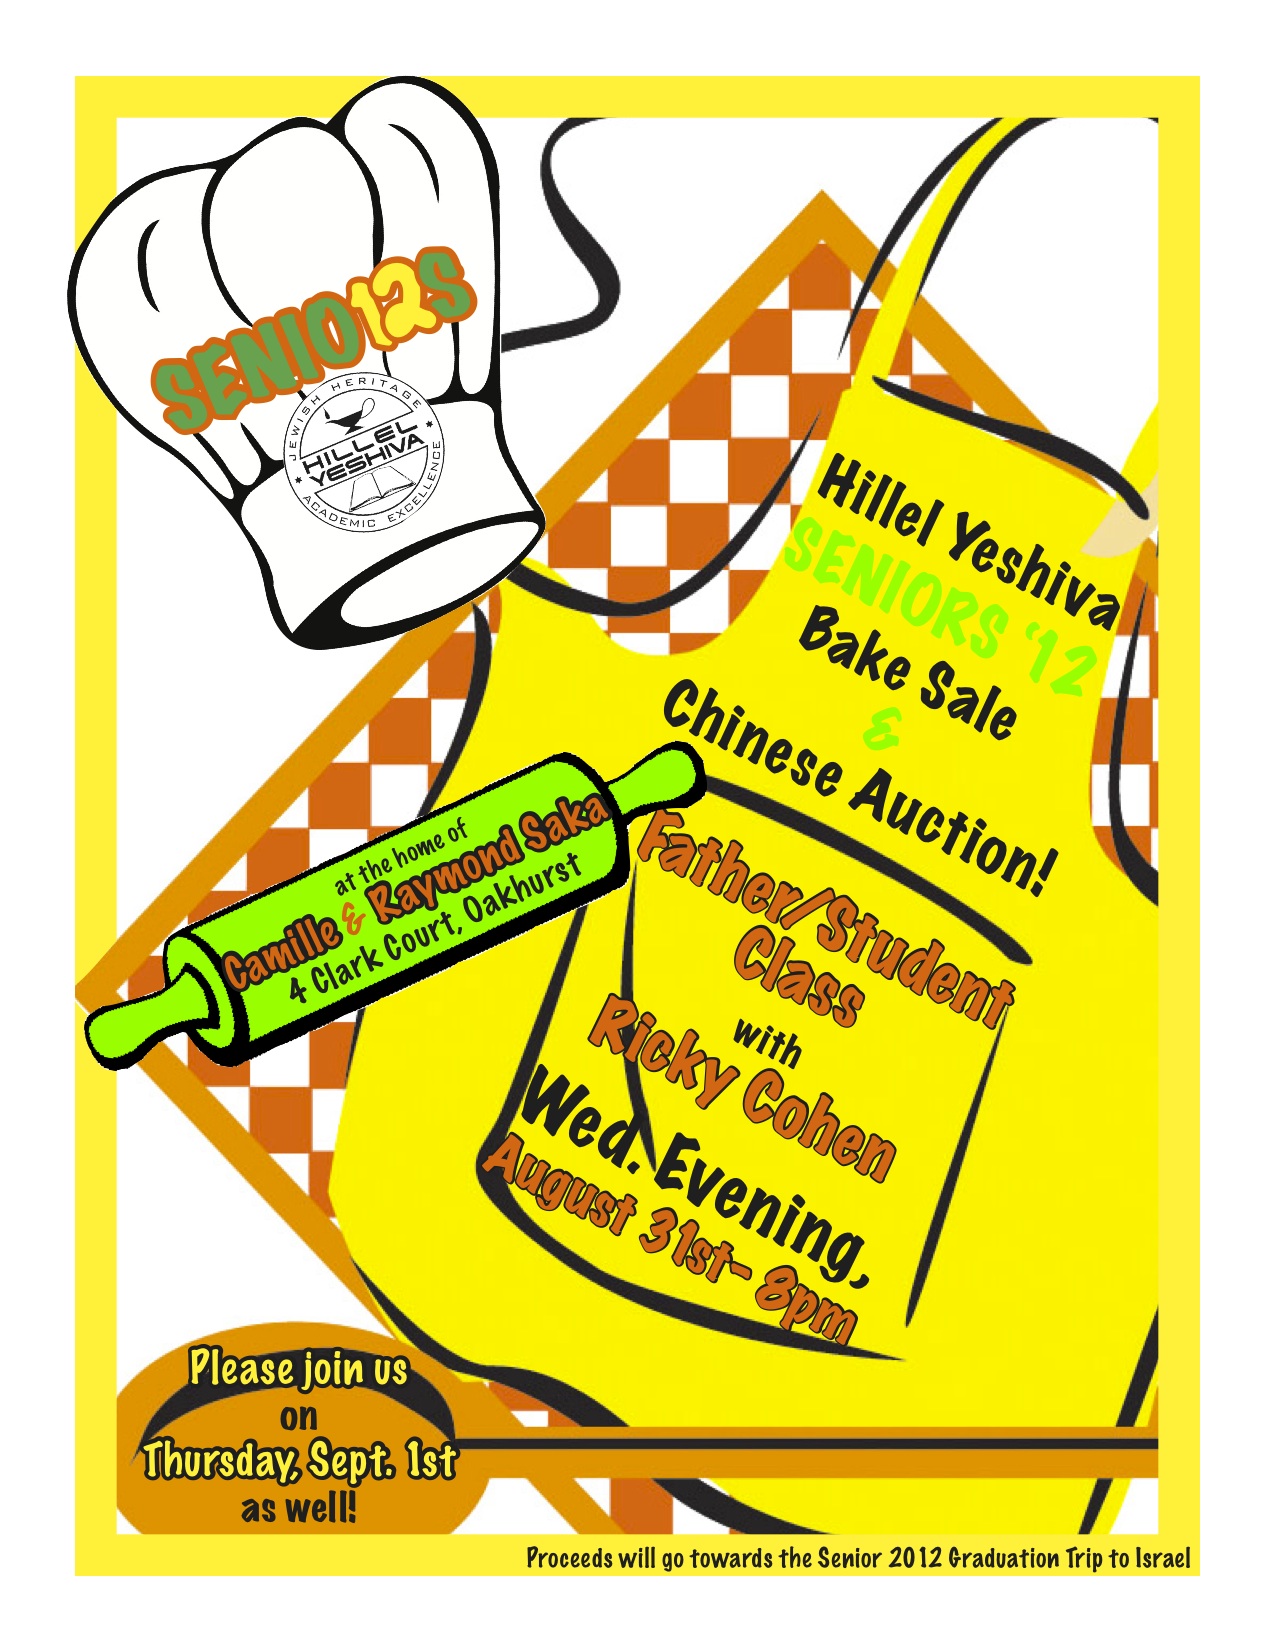 SENIO12S
JEWISH HERITAGE
HILLEL
YESHIVA
ACADEMIC EXCELLENCE
Hillel Yeshiva
SENIORS '12
Bake Sale
&
Chinese Auction!
at the home of
Camille & Raymond Saka
4 Clark Court, Oakhurst
Father/Student
Class
with
Ricky Cohen
Wed. Evening,
August 31st- 8pm
Please join us
on
Thursday, Sept. 1st
as well!
Proceeds will go towards the Senior 2012 Graduation Trip to Israel